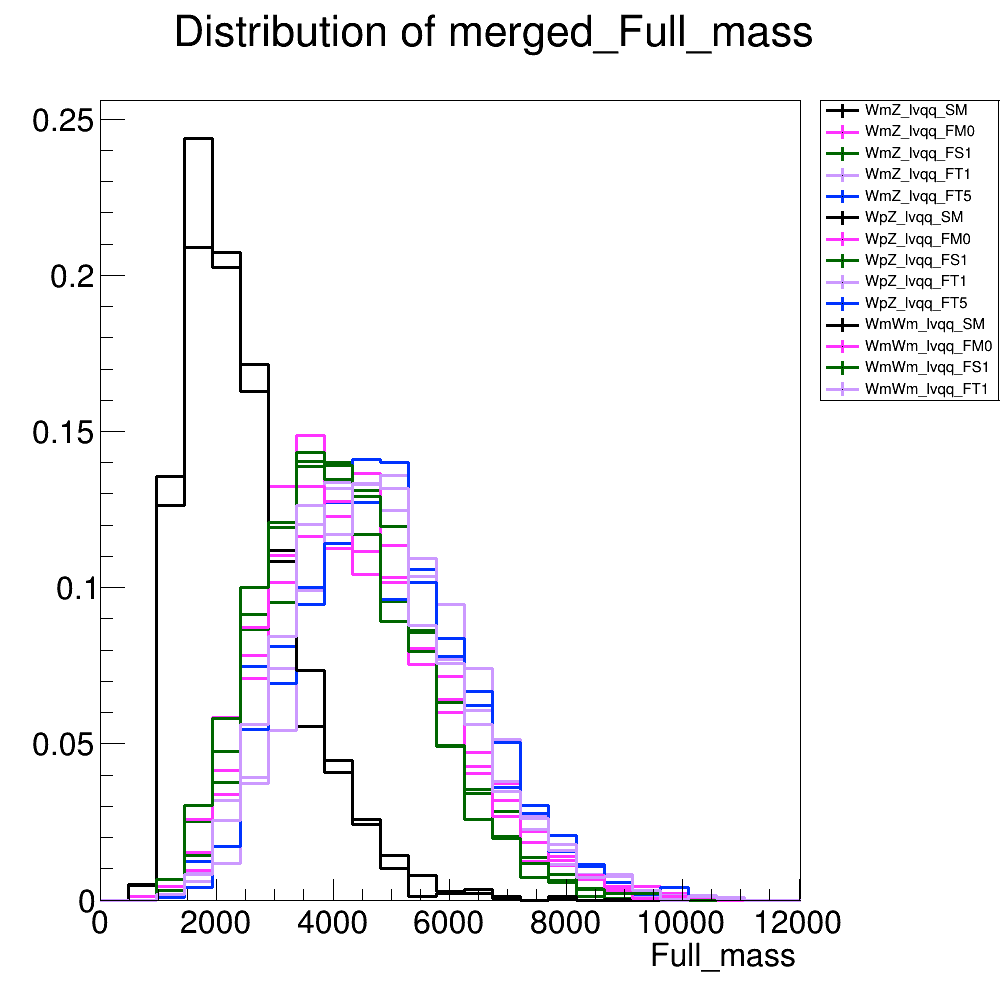 Distribution of merged_Full_mass
0.25
0.2
0.15
0.1
0.05
0
0 2000 4000 6000 8000 10000 12000
Full_mass
WmZ_lvqq_SM
WmZ_lvqq_FM0
WmZ_lvqq_FS1
WmZ_lvqq_FT1
WmZ_lvqq_FT5
WpZ_lvqq_SM
WpZ_lvqq_FM0
WpZ_lvqq_FS1
WpZ_lvqq_FT1
WpZ_lvqq_FT5
WmWm_lvqq_SM
WmWm_lvqq_FM0
WmWm_lvqq_FS1
WmWm_lvqq_FT1